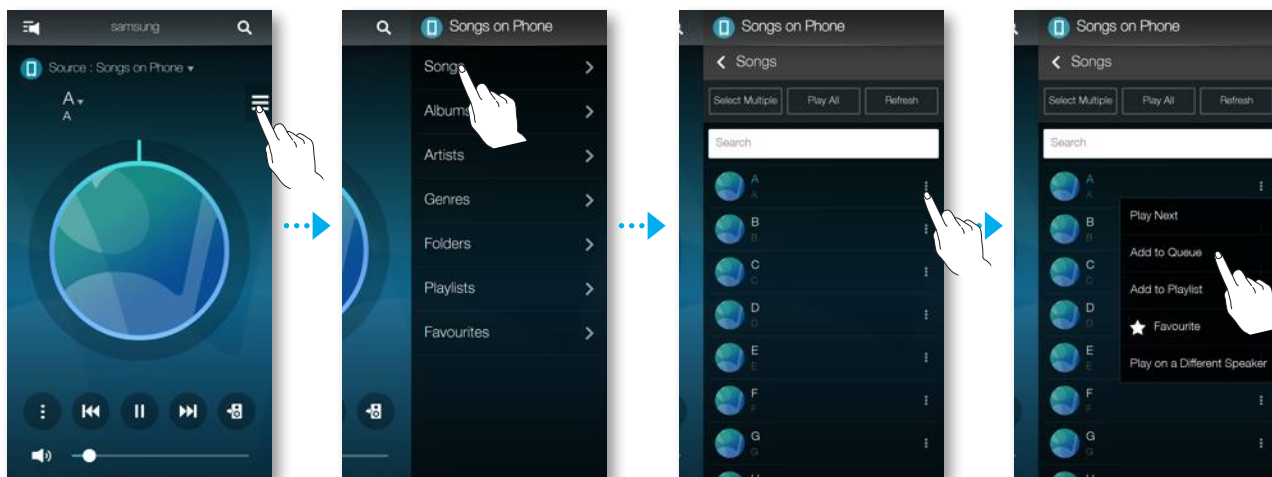 samsung
Source : Songs on Phone
A
A
Songs on Phone
Songs
Albums
Artists
Genres
Folders
Playlists
Favourites
Songs on Phone
Songs
Select Multiple Play All Refresh
Search
A
A
B
B
C
C
D
D
E
E
F
F
G
G
Songs on Phone
Songs
Select Multiple Play All Refresh
Search
A
A
B
B
C
C
D
D
E
E
F
F
G
G
Play Next
Add to Queue
Add to Playlist
Favourite
Play on a Different Speaker